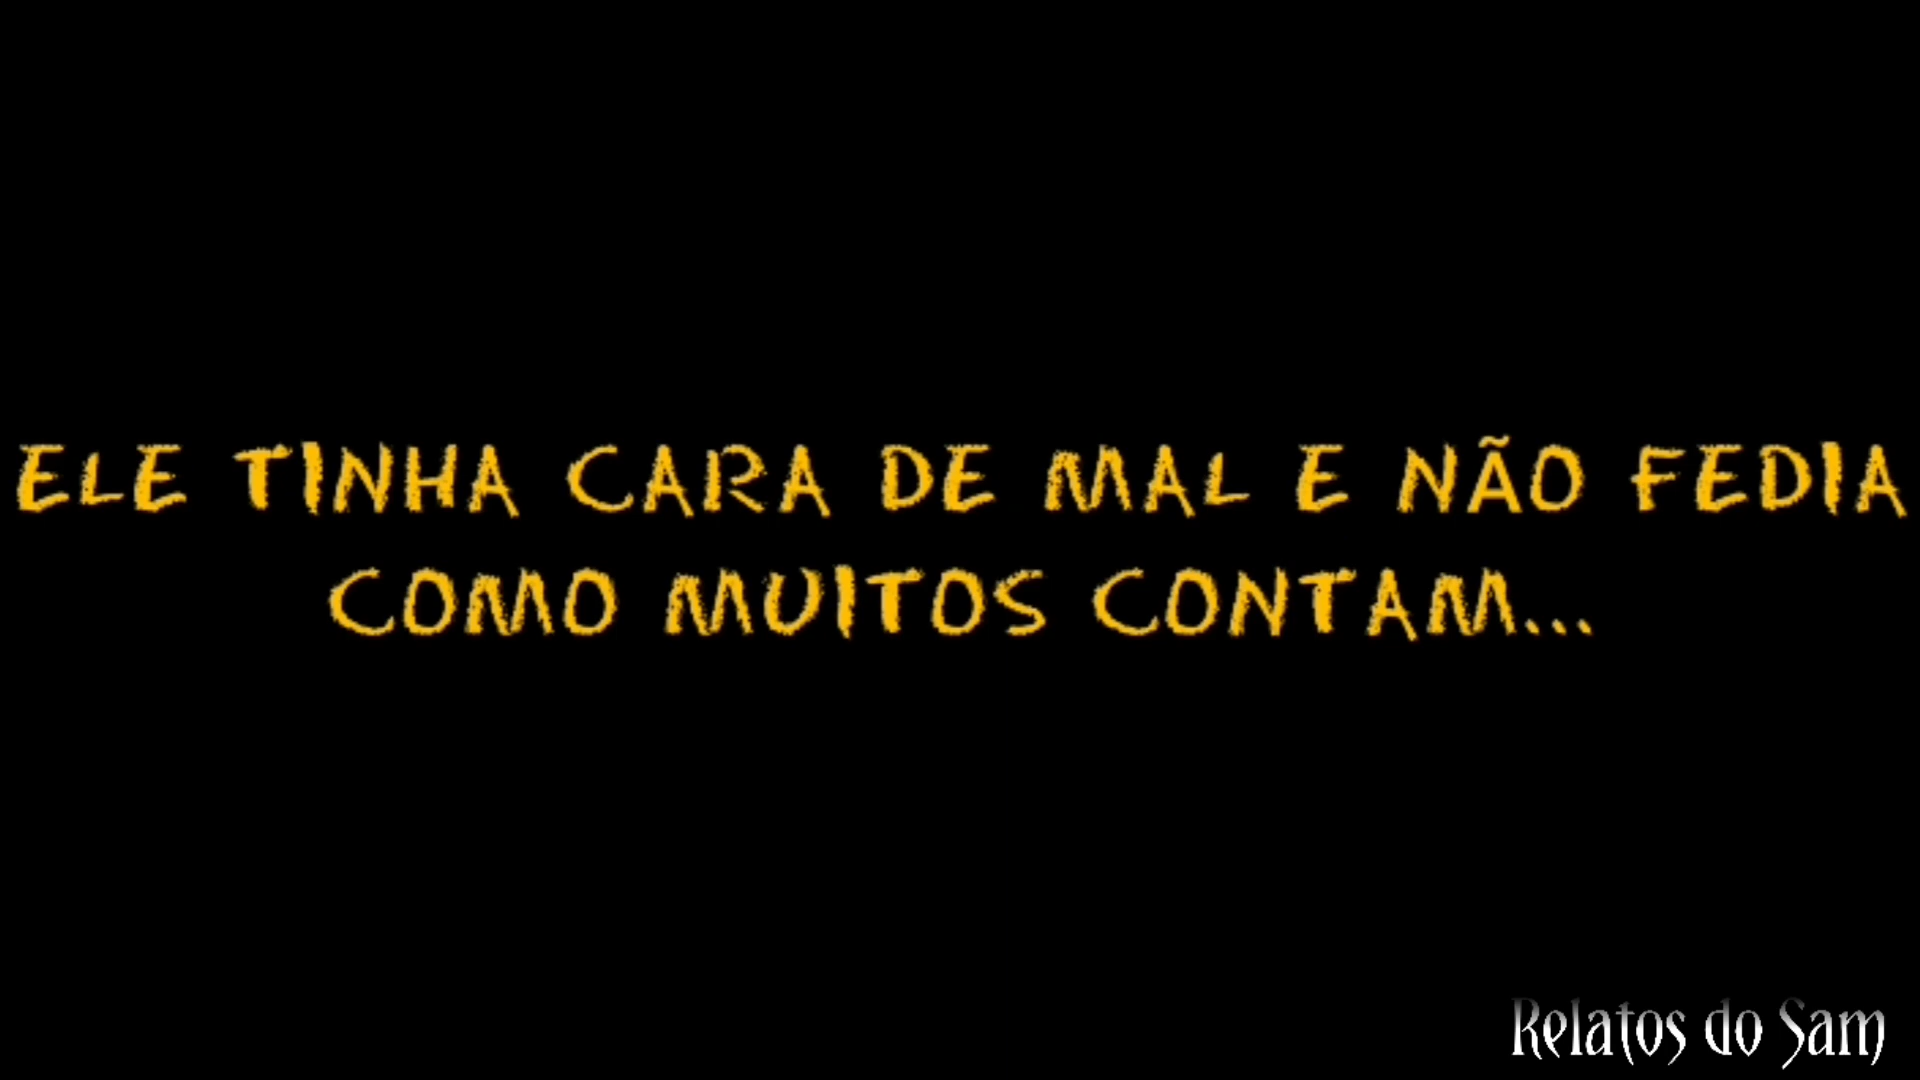 ELE TINHA CARA DE MAL E NÃO FEDIA
COMO MUITOS CONTAM...
Relatos do Sam